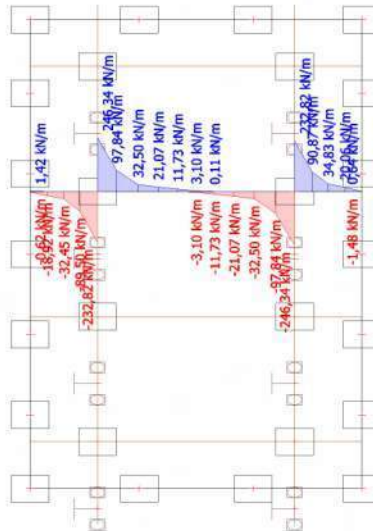 1,42 kN/m
246,34 kN/m
97,84 kN/m
32,50 kN/m
21,07 kN/m
11,73 kN/m
3,10 kN/m
0,11 kN/m
232,82 kN/m
90,87 kN/m
34,83 kN/m
20,06 kN/m
-18,92 kN/m
-32,45 kN/m
-89,50 kN/m
-232,82 kN/m
-3,10 kN/m
-11,73 kN/m
-21,07 kN/m
-32,50 kN/m
-97,84 kN/m
-246,34 kN/m
-1,48 kN/m